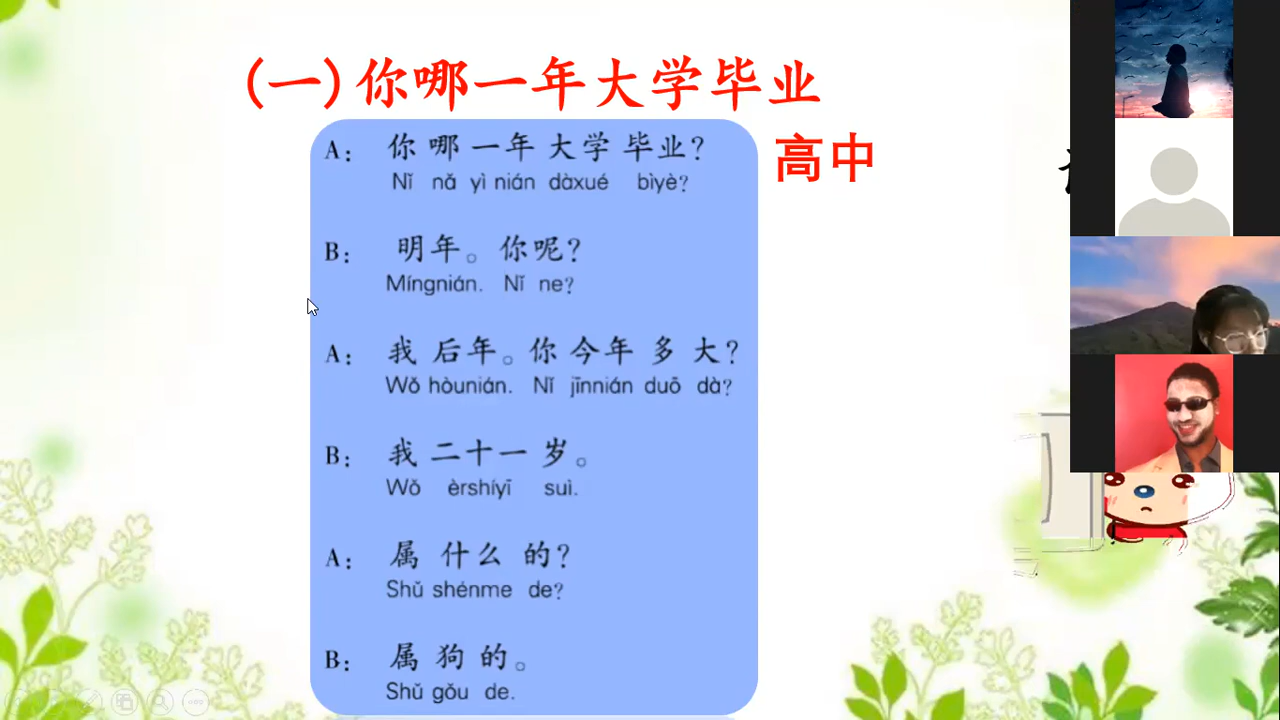 (一)你哪一年大学毕业
A: 你哪一年大学毕业?
Nǐ nǎ yì nián dàxué bìyè?
高中
B: 明年。你呢?
Míngnián. Nǐ ne?
A: 我后年。你今年多大?
Wǒ hòunián. Nǐ jīnnián duō dà?
B: 我二十一岁。
Wǒ èrshíyī suì.
A: 属什么的?
Shǔ shénme de?
B: 属狗的。
Shǔ gǒu de.